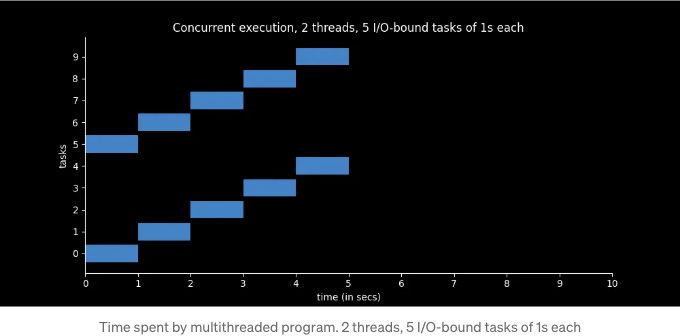 Concurrent execution, 2 threads, 5 I/O-bound tasks of 1s each
9
8
7
6
5
4
3
2
1
0
tasks
0 1 2 3 4 5 6 7 8 9 10
time (in secs)
Time spent by multithreaded program. 2 threads, 5 I/O-bound tasks of 1s each